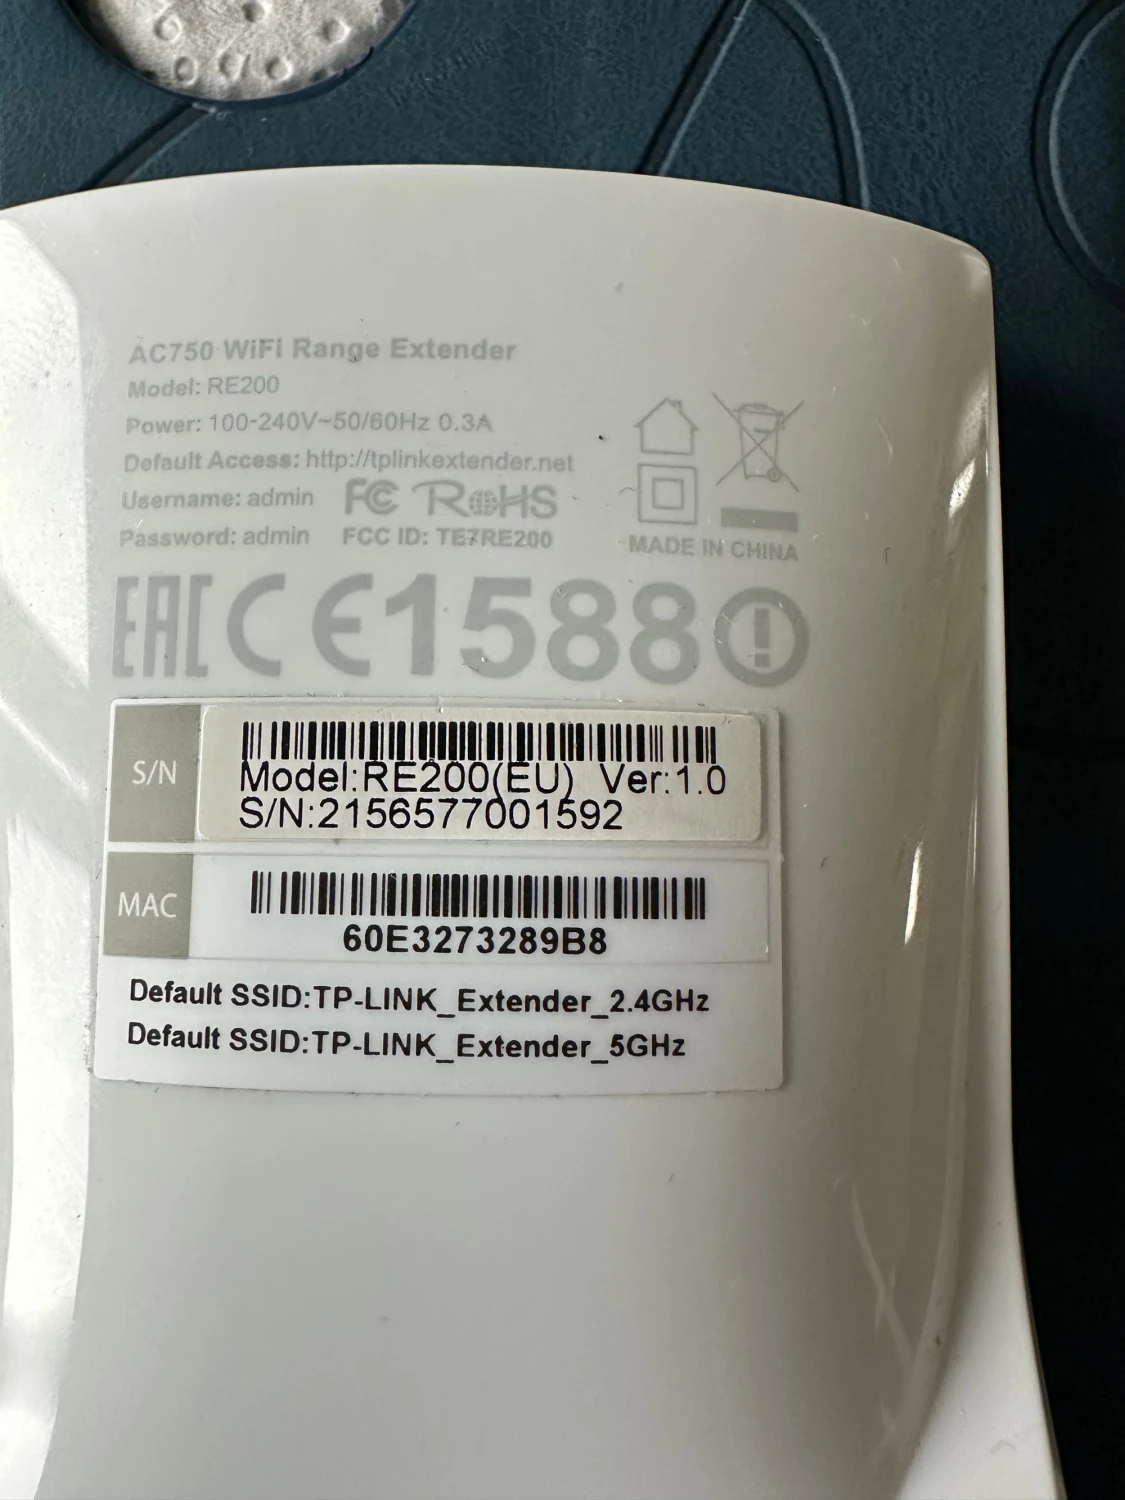 AC750 WiFi Range Extender
Model: RE200
Power: 100-240V~50/60Hz 0.3A
Default Access: http://tplinkextender.net
Username: admin FC RoHS
Password: admin FCC ID: TE7RE200
MADE IN CHINA
EAC CE1588
S/N
Model:RE200(EU) Ver:1.0
S/N:2156577001592
MAC
60E3273289B8
Default SSID:TP-LINK_Extender_2.4GHz
Default SSID:TP-LINK_Extender_5GHz